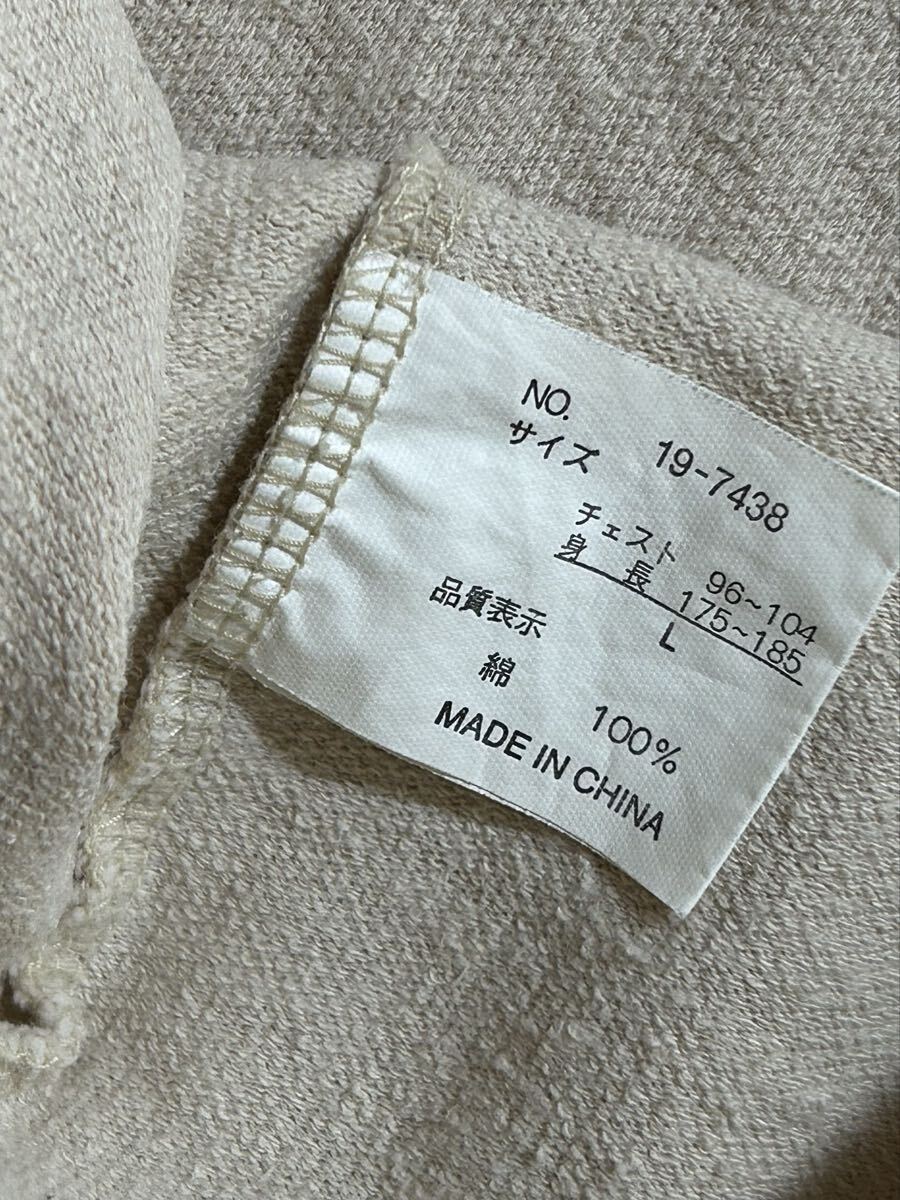 NO. 19-7438
サイズ
チェスト 96~104
身長 175~185
L
品質表示
綿 100%
MADE IN CHINA